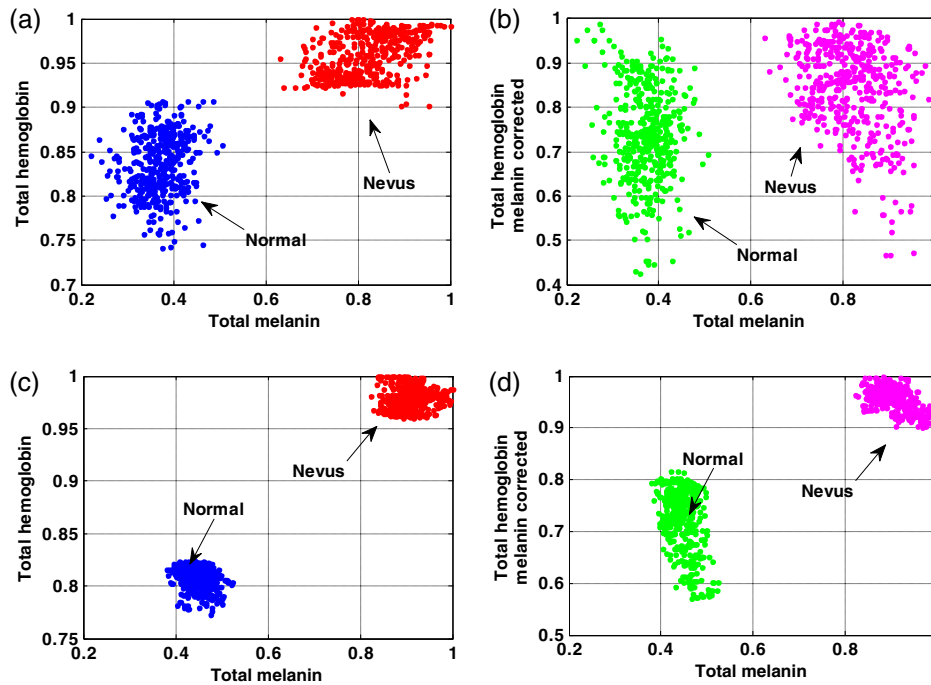 (a)
Total hemoglobin
1
0.95
0.9
0.85
0.8
0.75
0.7
0.2
0.4
0.6
0.8
1
Total melanin
Nevus
Normal
(b)
Total hemoglobin
melanin corrected
1
0.9
0.8
0.7
0.6
0.5
0.4
0.2
0.4
0.6
0.8
Total melanin
Nevus
Normal
(c)
Total hemoglobin
1
0.95
0.9
0.85
0.8
0.75
0.2
0.4
0.6
0.8
1
Total melanin
Nevus
Normal
(d)
Total hemoglobin
melanin corrected
1
0.9
0.8
0.7
0.6
0.5
0.2
0.4
0.6
0.8
Total melanin
Normal
Nevus